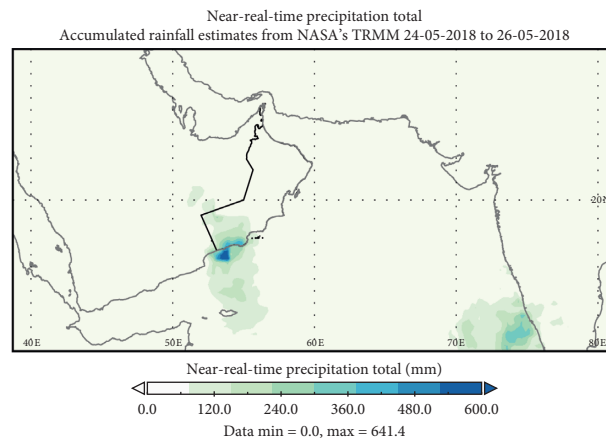 Near-real-time precipitation total
Accumulated rainfall estimates from NASA's TRMM 24-05-2018 to 26-05-2018
20N
40E 50E 60E 70E 80E
Near-real-time precipitation total (mm)
0.0 120.0 240.0 360.0 480.0 600.0
Data min = 0.0, max = 641.4